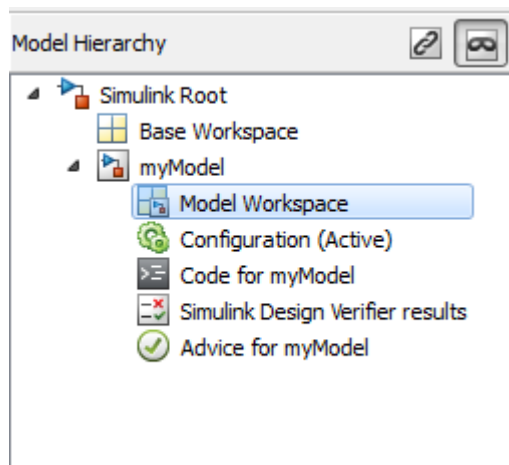 Model Hierarchy
Simulink Root
Base Workspace
myModel
Model Workspace
Configuration (Active)
Code for myModel
Simulink Design Verifier results
Advice for myModel